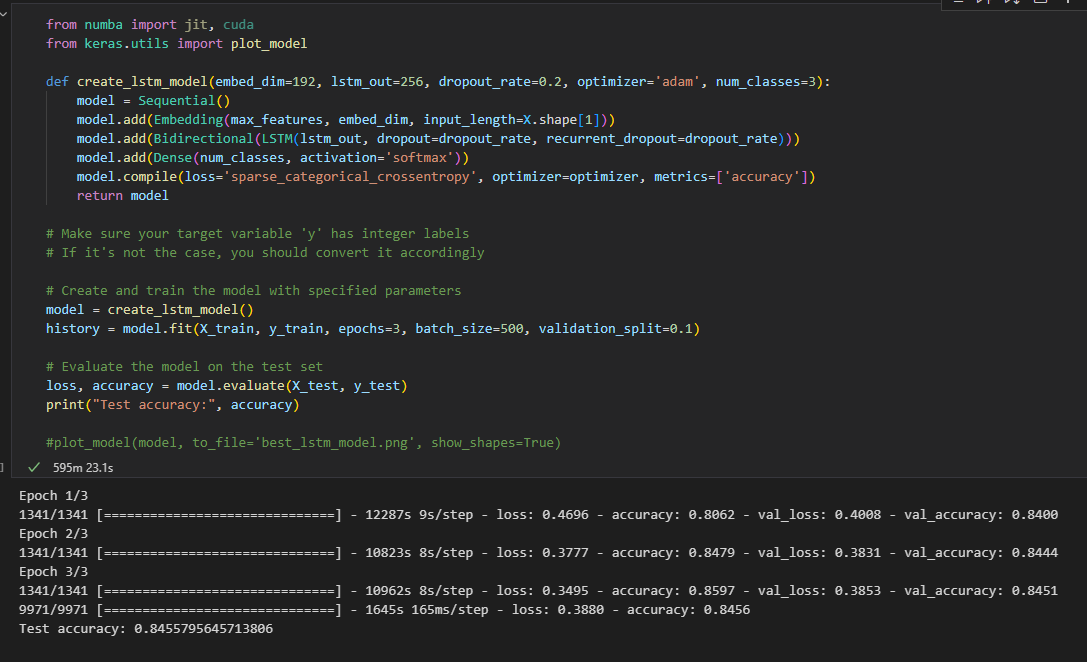 from numba import jit, cuda
from keras.utils import plot_model

def create_lstm_model(embed_dim=192, lstm_out=256, dropout_rate=0.2, optimizer='adam', num_classes=3):
    model = Sequential()
    model.add(Embedding(max_features, embed_dim, input_length=X.shape[1]))
    model.add(Bidirectional(LSTM(lstm_out, dropout=dropout_rate, recurrent_dropout=dropout_rate)))
    model.add(Dense(num_classes, activation='softmax'))
    model.compile(loss='sparse_categorical_crossentropy', optimizer=optimizer, metrics=['accuracy'])
    return model

# Make sure your target variable 'y' has integer labels
# If it's not the case, you should convert it accordingly

# Create and train the model with specified parameters
model = create_lstm_model()
history = model.fit(X_train, y_train, epochs=3, batch_size=500, validation_split=0.1)

# Evaluate the model on the test set
loss, accuracy = model.evaluate(X_test, y_test)
print("Test accuracy:", accuracy)

#plot_model(model, to_file='best_lstm_model.png', show_shapes=True)
] ✓ 595m 23.1s
Epoch 1/3
1341/1341 [==============================] - 12287s 9s/step - loss: 0.4696 - accuracy: 0.8062 - val_loss: 0.4008 - val_accuracy: 0.8400
Epoch 2/3
1341/1341 [==============================] - 10823s 8s/step - loss: 0.3777 - accuracy: 0.8479 - val_loss: 0.3831 - val_accuracy: 0.8444
Epoch 3/3
1341/1341 [==============================] - 10962s 8s/step - loss: 0.3495 - accuracy: 0.8597 - val_loss: 0.3853 - val_accuracy: 0.8451
9971/9971 [==============================] - 1645s 165ms/step - loss: 0.3880 - accuracy: 0.8456
Test accuracy: 0.8455795645713806